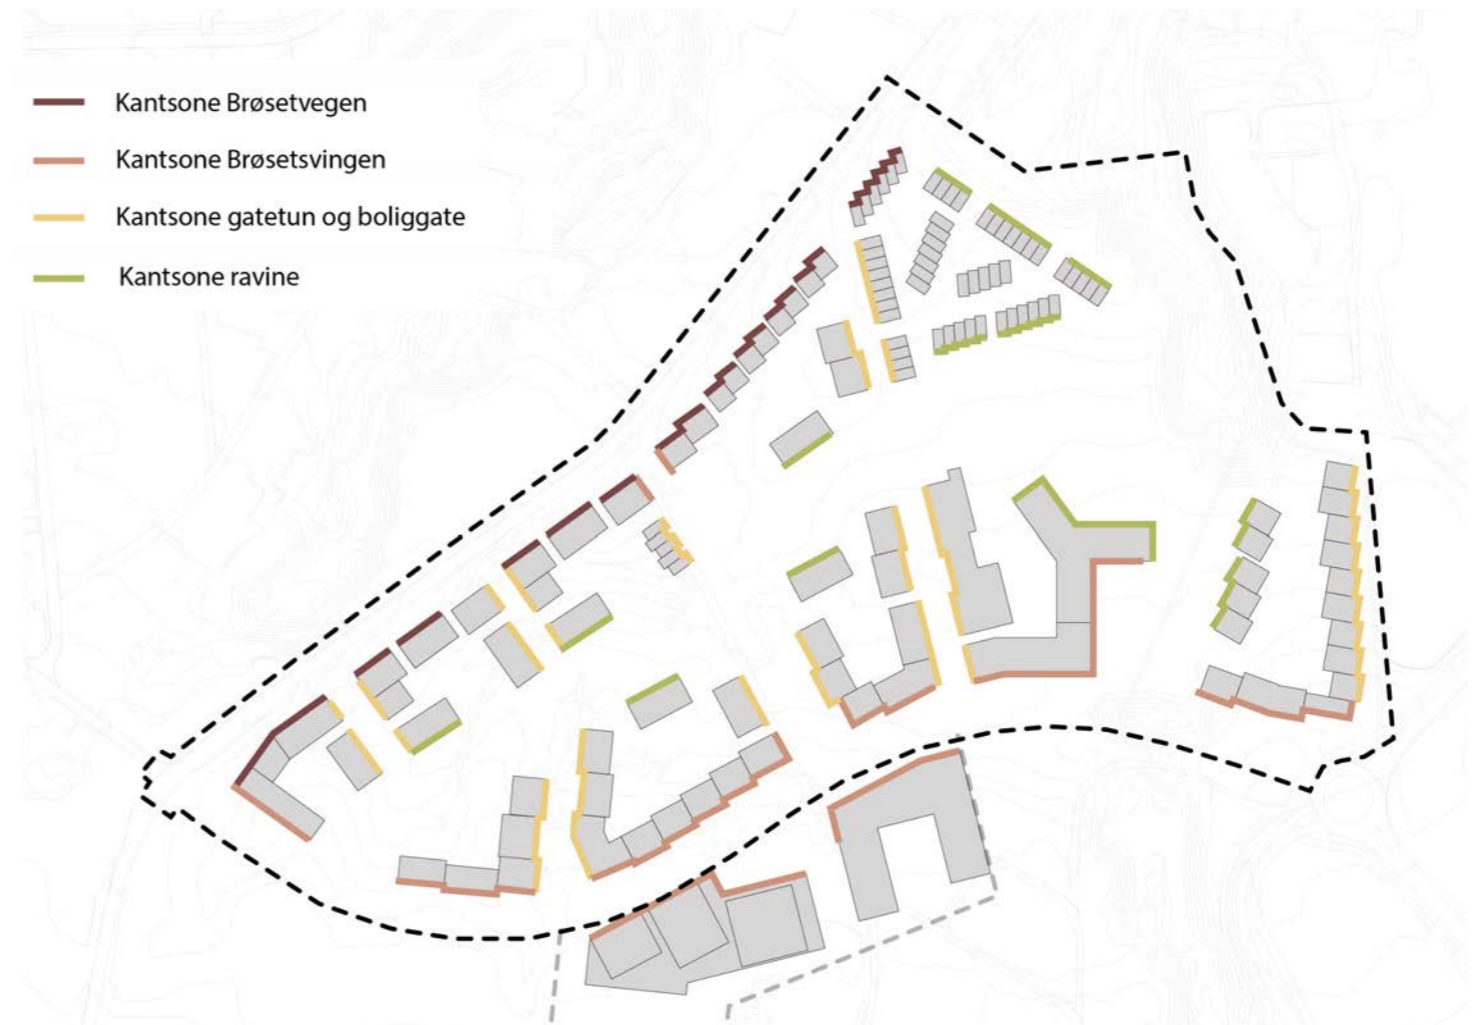 Kantsone Brøsetvegen
Kantsone Brøsetsvingen
Kantsone gatetun og boliggate
Kantsone ravine